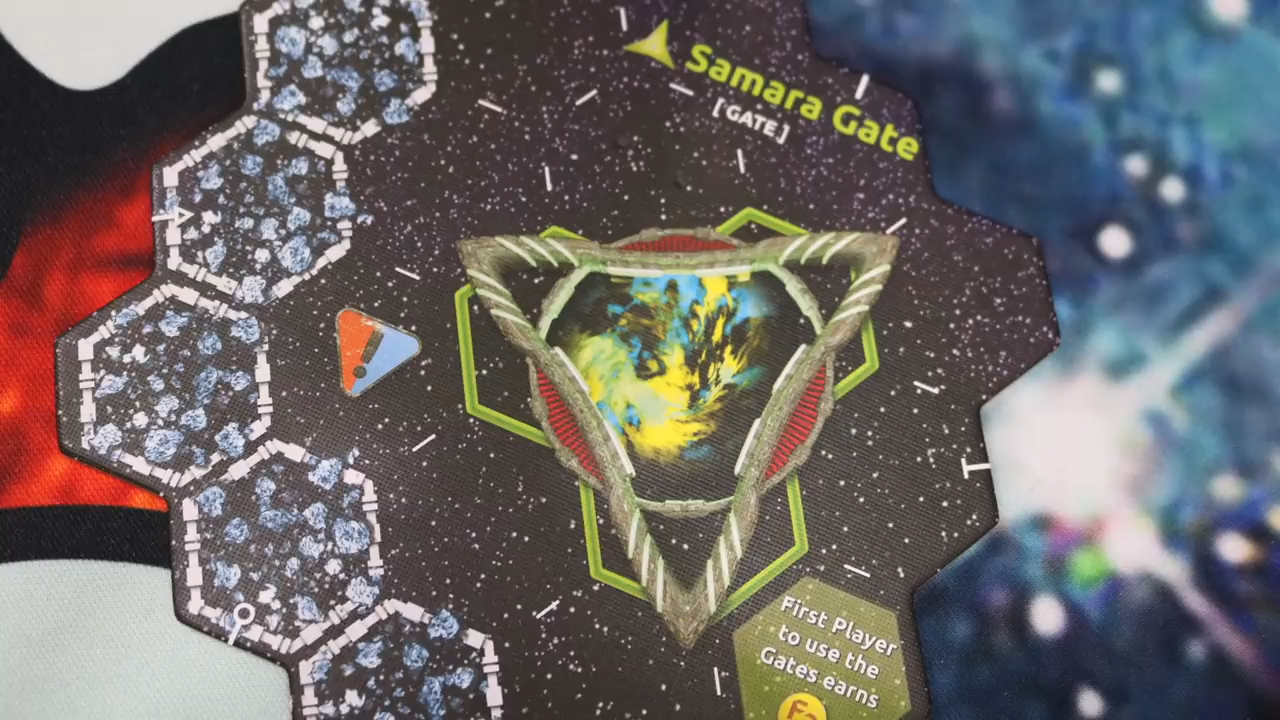 Samara Gate
[GATE]
First Player
to use the
Gates earns